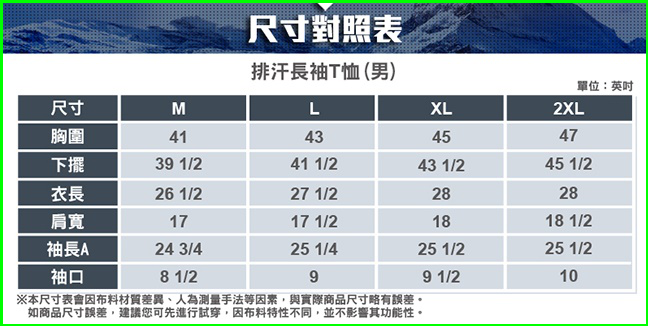 尺寸對照表
排汗長袖T恤(男)
單位：英吋
尺寸 M L XL 2XL
胸圍 41 43 45 47
下擺 39 1/2 41 1/2 43 1/2 45 1/2
衣長 26 1/2 27 1/2 28 28
肩寬 17 17 1/2 18 18 1/2
袖長A 24 3/4 25 1/4 25 1/2 25 1/2
袖口 8 1/2 9 9 1/2 10
※本尺寸表會因布料材質差異、人為測量手法等因素，與實際商品尺寸略有誤差。
如商品尺寸誤差，建議您可先進行試穿，因布料特性不同，並不影響其功能性。